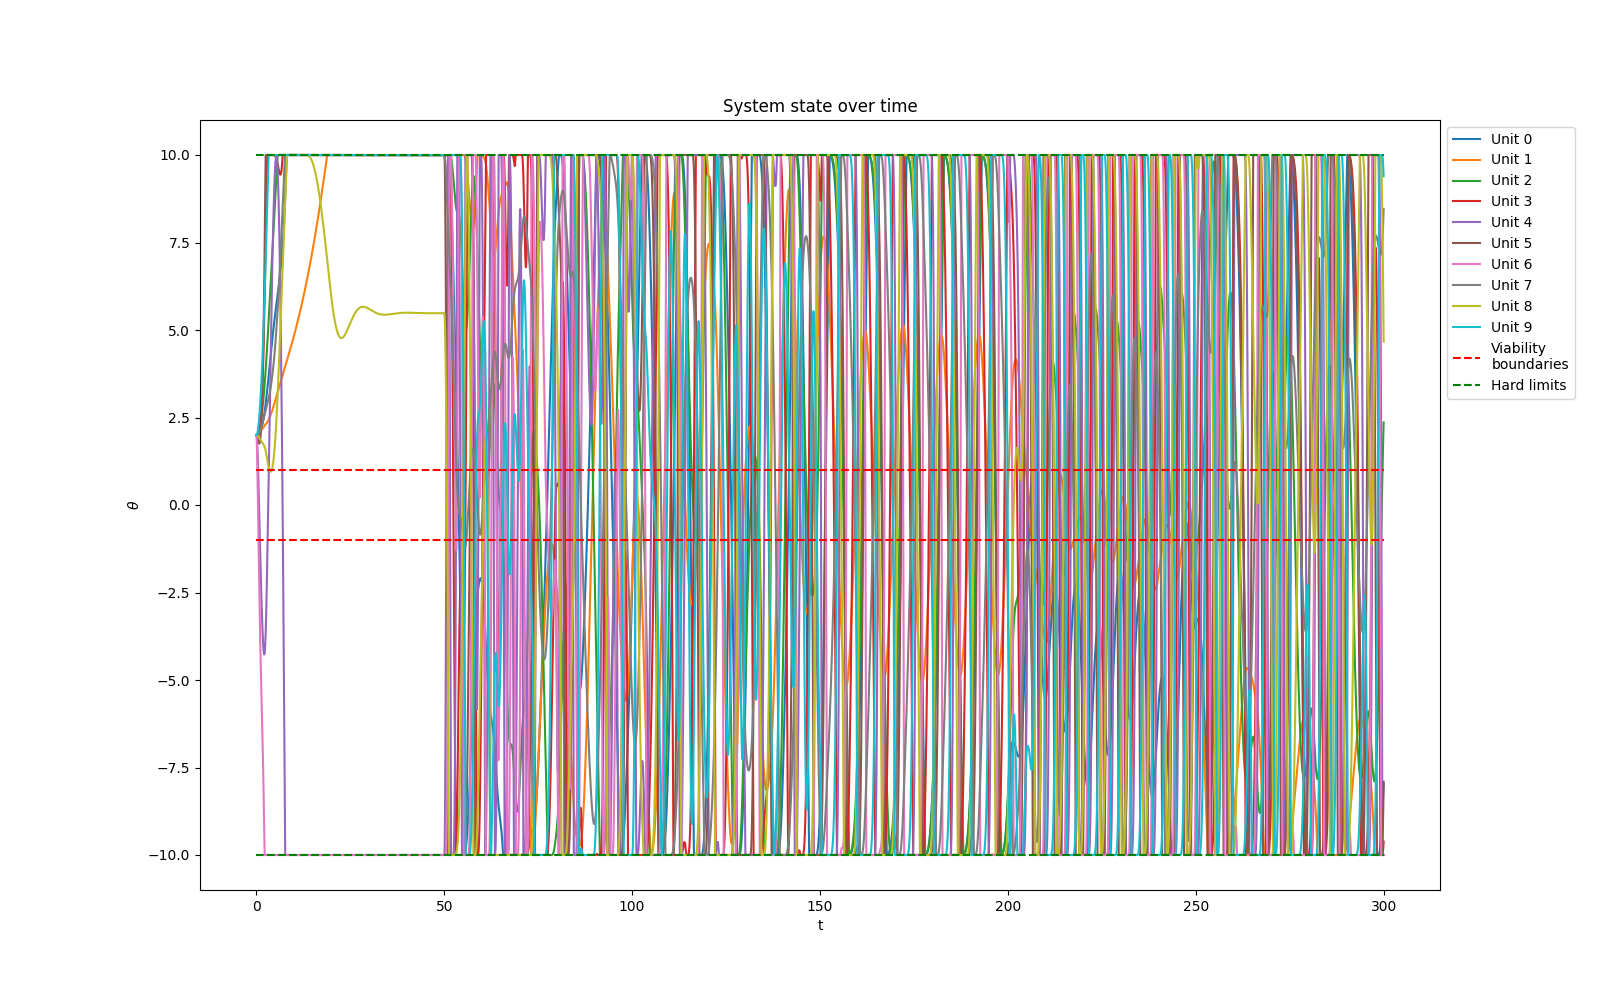 System state over time
10.0
7.5
5.0
2.5
0.0
−2.5
−5.0
−7.5
−10.0
θ
0
50
100
150
200
250
300
t
Unit 0
Unit 1
Unit 2
Unit 3
Unit 4
Unit 5
Unit 6
Unit 7
Unit 8
Unit 9
Viability
boundaries
Hard limits